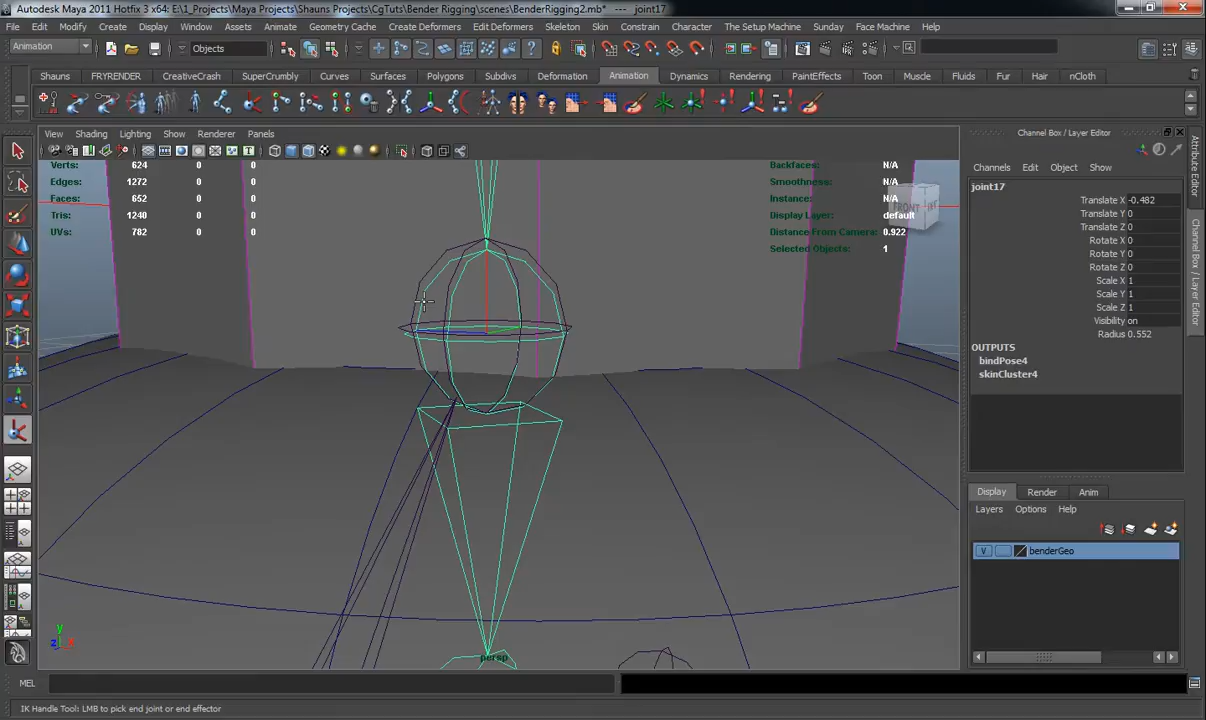 Autodesk Maya 2011 Hotfix 3 x64: E:\1_Projects\Maya Projects\Shauns Projects\CgTuts\Bender Rigging\scenes\BenderRigging2.mb* --- joint17
File Edit Modify Create Display Window Assets Animate Geometry Cache Create Deformers Edit Deformers Skeleton Skin Constrain Character The Setup Machine Sunday Face Machine Help
Animation Objects
Shauns FRYRENDER CreativeCrash SuperCrumbly Curves Surfaces Polygons Subdivs Deformation Animation Dynamics Rendering PaintEffects Toon Muscle Fluids Fur Hair nCloth
View Shading Lighting Show Renderer Panels
Verts: 624 0 0
Edges: 1272 0 0
Faces: 652 0 0
Tris: 1240 0 0
UVs: 782 0 0
Backfaces: N/A
Smoothness: N/A
Instance: N/A
Display Layer: default
Distance From Camera: 0.922
Selected Objects: 1
FRONT
persp
y
z
Channel Box / Layer Editor
Channels Edit Object Show
joint17
Translate X -0.482
Translate Y 0
Translate Z 0
Rotate X 0
Rotate Y 0
Rotate Z 0
Scale X 1
Scale Y 1
Scale Z 1
Visibility on
Radius 0.552
OUTPUTS
bindPose4
skinCluster4
Display Render Anim
Layers Options Help
V benderGeo
Attribute Editor
Channel Box / Layer Editor
MEL
IK Handle Tool: LMB to pick end joint or end effector